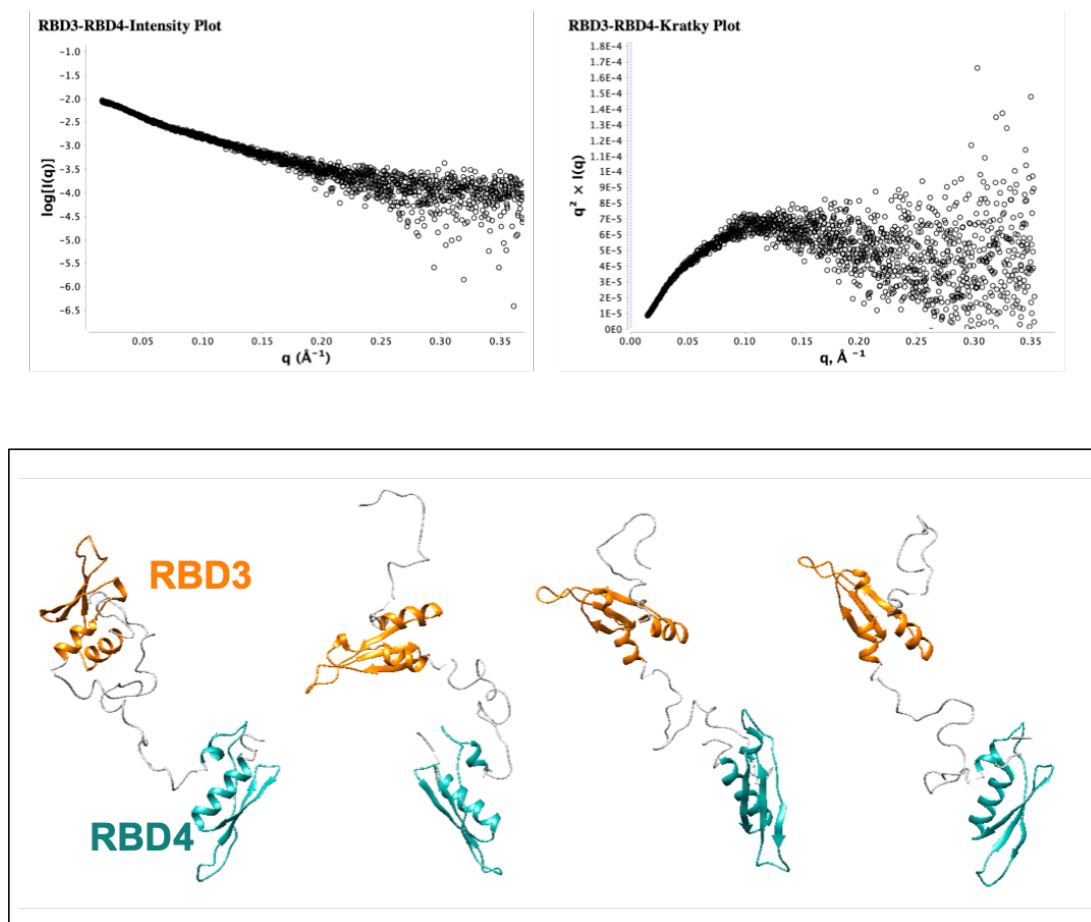 RBD3-RBD4-Intensity Plot
−1.0
−1.5
−2.0
−2.5
−3.0
−3.5
−4.0
−4.5
−5.0
−5.5
−6.0
−6.5
log[I(q)]
0.05 0.10 0.15 0.20 0.25 0.30 0.35
q (Å⁻¹)
RBD3-RBD4-Kratky Plot
1.8E-4
1.7E-4
1.6E-4
1.5E-4
1.4E-4
1.3E-4
1.2E-4
1.1E-4
1E-4
9E-5
8E-5
7E-5
6E-5
5E-5
4E-5
3E-5
2E-5
1E-5
0E0
q² × I(q)
0.00 0.05 0.10 0.15 0.20 0.25 0.30 0.35
q, Å ⁻¹
RBD3
RBD4